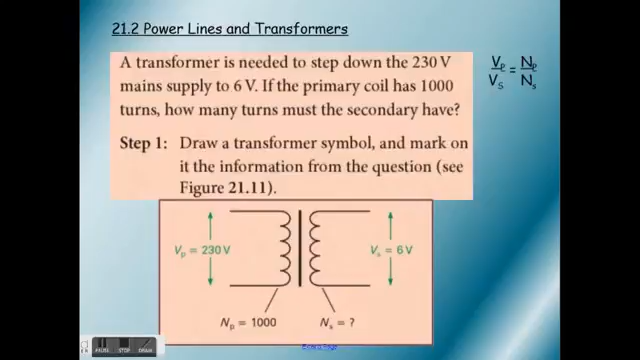 21.2 Power Lines and Transformers
A transformer is needed to step down the 230 V
mains supply to 6 V. If the primary coil has 1000
turns, how many turns must the secondary have?
Vₚ = Nₚ
Vₛ Nₛ
Step 1: Draw a transformer symbol, and mark on
it the information from the question (see
Figure 21.11).
Vₚ = 230 V
Vₛ = 6 V
Nₚ = 1000
Nₛ = ?
STOP
DRAW